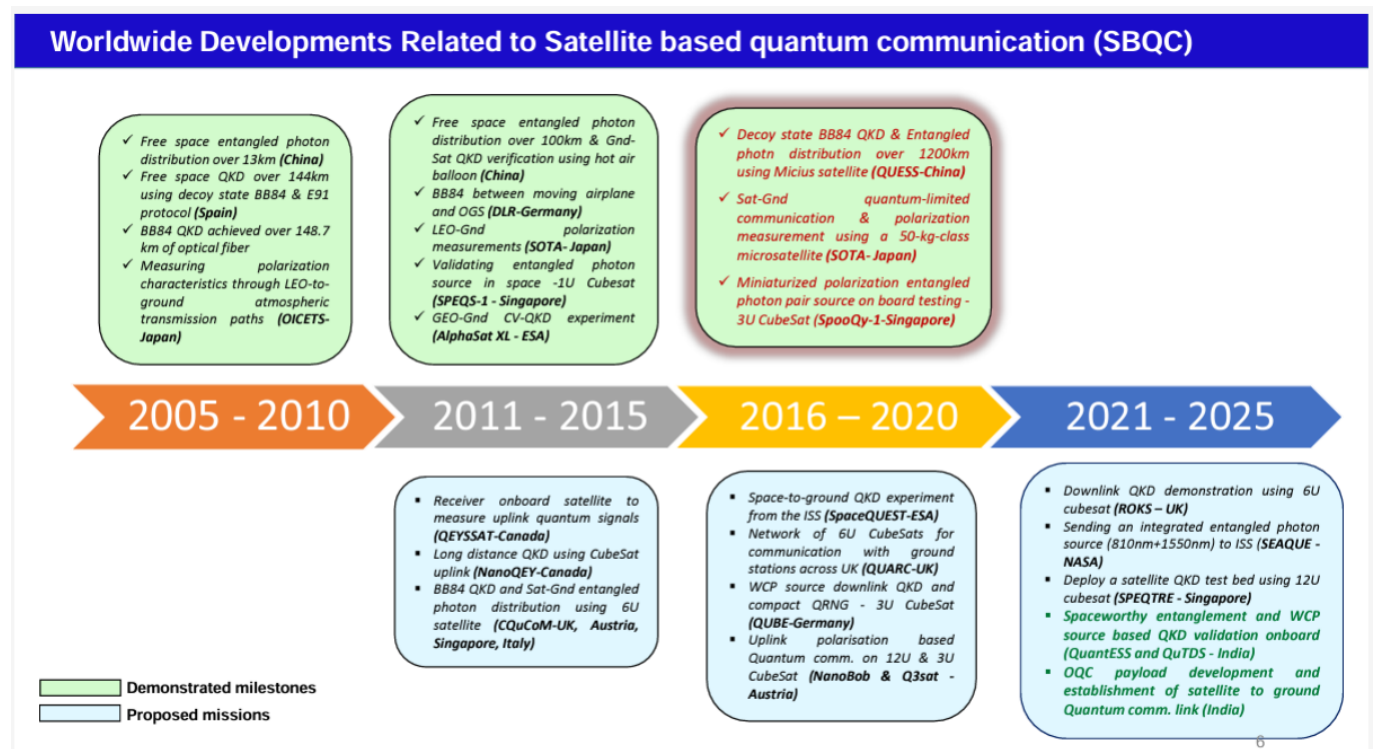 Worldwide Developments Related to Satellite based quantum communication (SBQC)
✓ Free space entangled photon
distribution over 13km (China)
✓ Free space QKD over 144km
using decoy state BB84 & E91
protocol (Spain)
✓ BB84 QKD achieved over 148.7
km of optical fiber
✓ Measuring polarization
characteristics through LEO-to-
ground atmospheric
transmission paths (OICETS-
Japan)
✓ Free space entangled photon
distribution over 100km & Gnd-
Sat QKD verification using hot air
balloon (China)
✓ BB84 between moving airplane
and OGS (DLR-Germany)
✓ LEO-Gnd polarization
measurements (SOTA- Japan)
✓ Validating entangled photon
source in space -1U Cubesat
(SPEQS-1 - Singapore)
✓ GEO-Gnd CV-QKD experiment
(AlphaSat XL - ESA)
✓ Decoy state BB84 QKD & Entangled
photn distribution over 1200km
using Micius satellite (QUESS-China)
✓ Sat-Gnd quantum-limited
communication & polarization
measurement using a 50-kg-class
microsatellite (SOTA- Japan)
✓ Miniaturized polarization entangled
photon pair source on board testing -
3U CubeSat (SpooQy-1-Singapore)
2005 - 2010
2011 - 2015
2016 – 2020
2021 - 2025
▪ Receiver onboard satellite to
measure uplink quantum signals
(QEYSSAT-Canada)
▪ Long distance QKD using CubeSat
uplink (NanoQEY-Canada)
▪ BB84 QKD and Sat-Gnd entangled
photon distribution using 6U
satellite (CQuCoM-UK, Austria,
Singapore, Italy)
▪ Space-to-ground QKD experiment
from the ISS (SpaceQUEST-ESA)
▪ Network of 6U CubeSats for
communication with ground
stations across UK (QUARC-UK)
▪ WCP source downlink QKD and
compact QRNG - 3U CubeSat
(QUBE-Germany)
▪ Uplink polarisation based
Quantum comm. on 12U & 3U
CubeSat (NanoBob & Q3sat -
Austria)
▪ Downlink QKD demonstration using 6U
cubesat (ROKS – UK)
▪ Sending an integrated entangled photon
source (810nm+1550nm) to ISS (SEAQUE -
NASA)
▪ Deploy a satellite QKD test bed using 12U
cubesat (SPEQTRE - Singapore)
▪ Spaceworthy entanglement and WCP
source based QKD validation onboard
(QuantESS and QuTDS - India)
▪ OQC payload development and
establishment of satellite to ground
Quantum comm. link (India)
Demonstrated milestones
Proposed missions
6